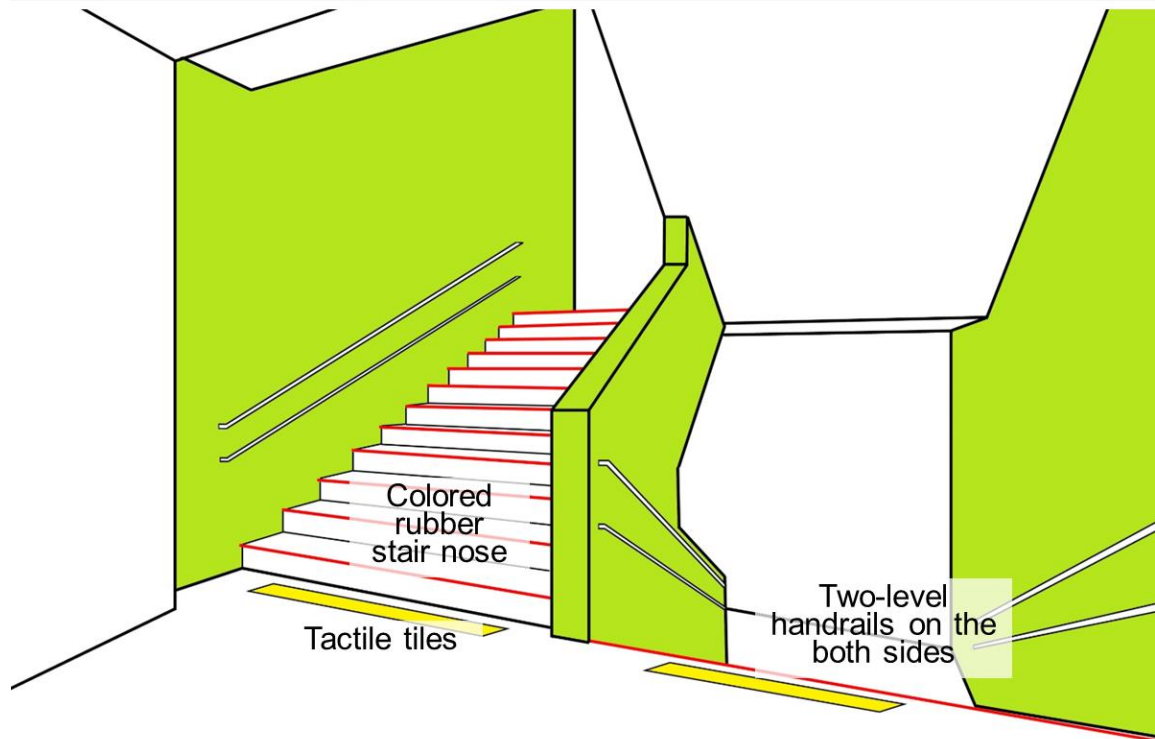 Colored
rubber
stair nose
Tactile tiles
Two-level
handrails on the
both sides